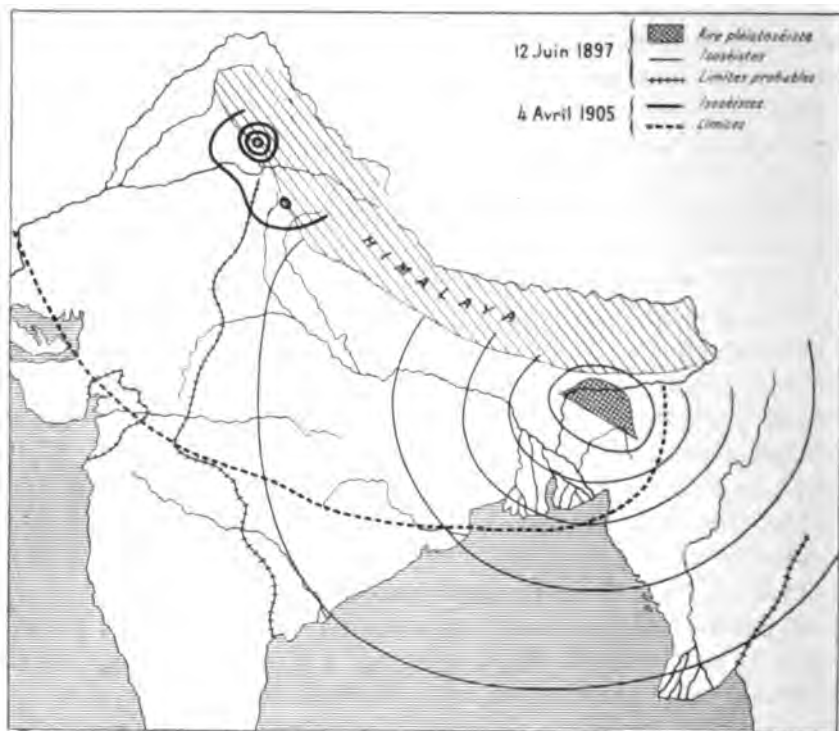 12 Juin 1897
Aire pléistoséiste
Isoséistes
Limites probables
4 Avril 1905
Isoséistes
Limites
HIMALAYA